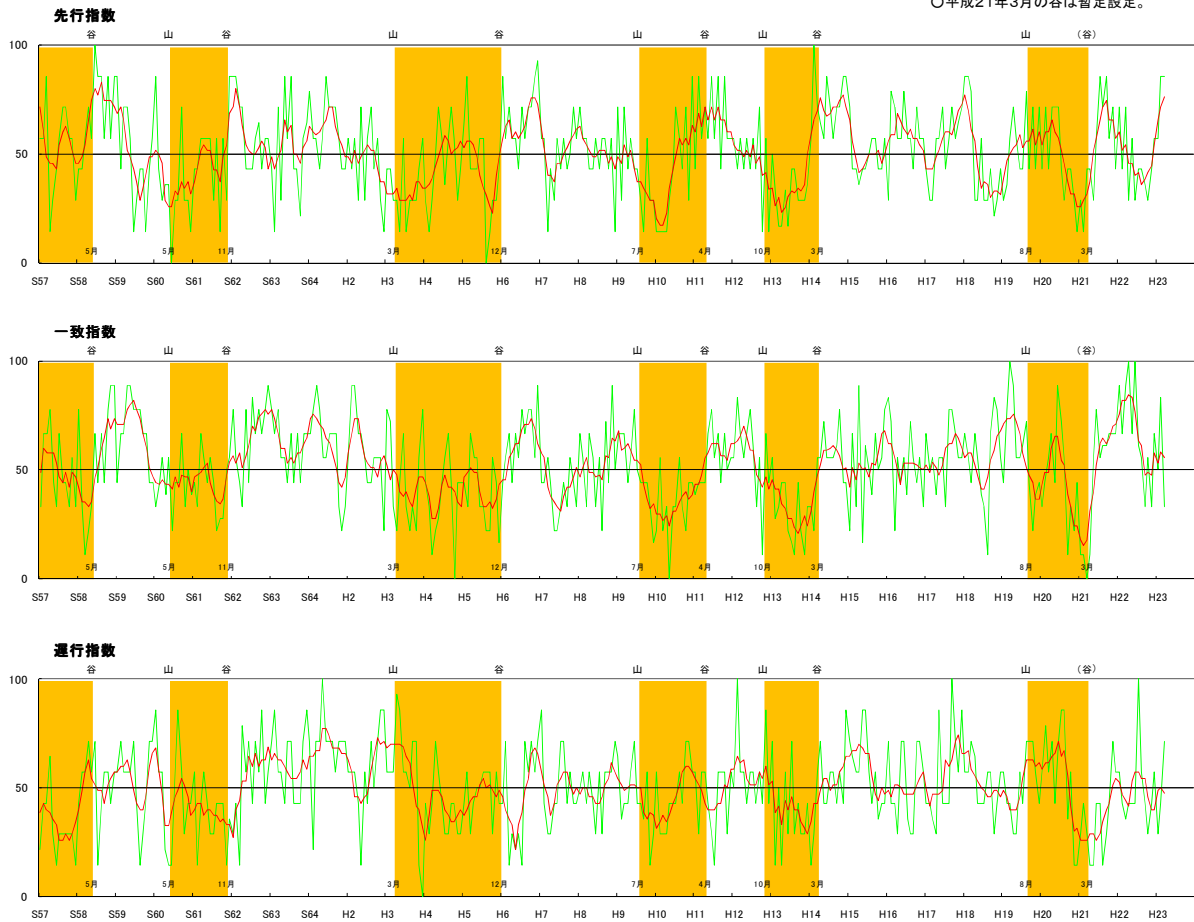 〇平成21年3月の谷は暫定設定。
先行指数
谷 山 谷 山 谷 山 谷 山 谷 山 (谷)
100
50
5月 5月 11月 3月 12月 7月 4月 10月 3月 8月 3月
0
S57 S58 S59 S60 S61 S62 S63 S64 H2 H3 H4 H5 H6 H7 H8 H9 H10 H11 H12 H13 H14 H15 H16 H17 H18 H19 H20 H21 H22 H23
一致指数
谷 山 谷 山 谷 山 谷 山 谷 山 (谷)
100
50
5月 5月 11月 3月 12月 7月 4月 10月 3月 8月 3月
0
S57 S58 S59 S60 S61 S62 S63 S64 H2 H3 H4 H5 H6 H7 H8 H9 H10 H11 H12 H13 H14 H15 H16 H17 H18 H19 H20 H21 H22 H23
遅行指数
谷 山 谷 山 谷 山 谷 山 谷 山 (谷)
100
50
5月 5月 11月 3月 12月 7月 4月 10月 3月 8月 3月
0
S57 S58 S59 S60 S61 S62 S63 S64 H2 H3 H4 H5 H6 H7 H8 H9 H10 H11 H12 H13 H14 H15 H16 H17 H18 H19 H20 H21 H22 H23